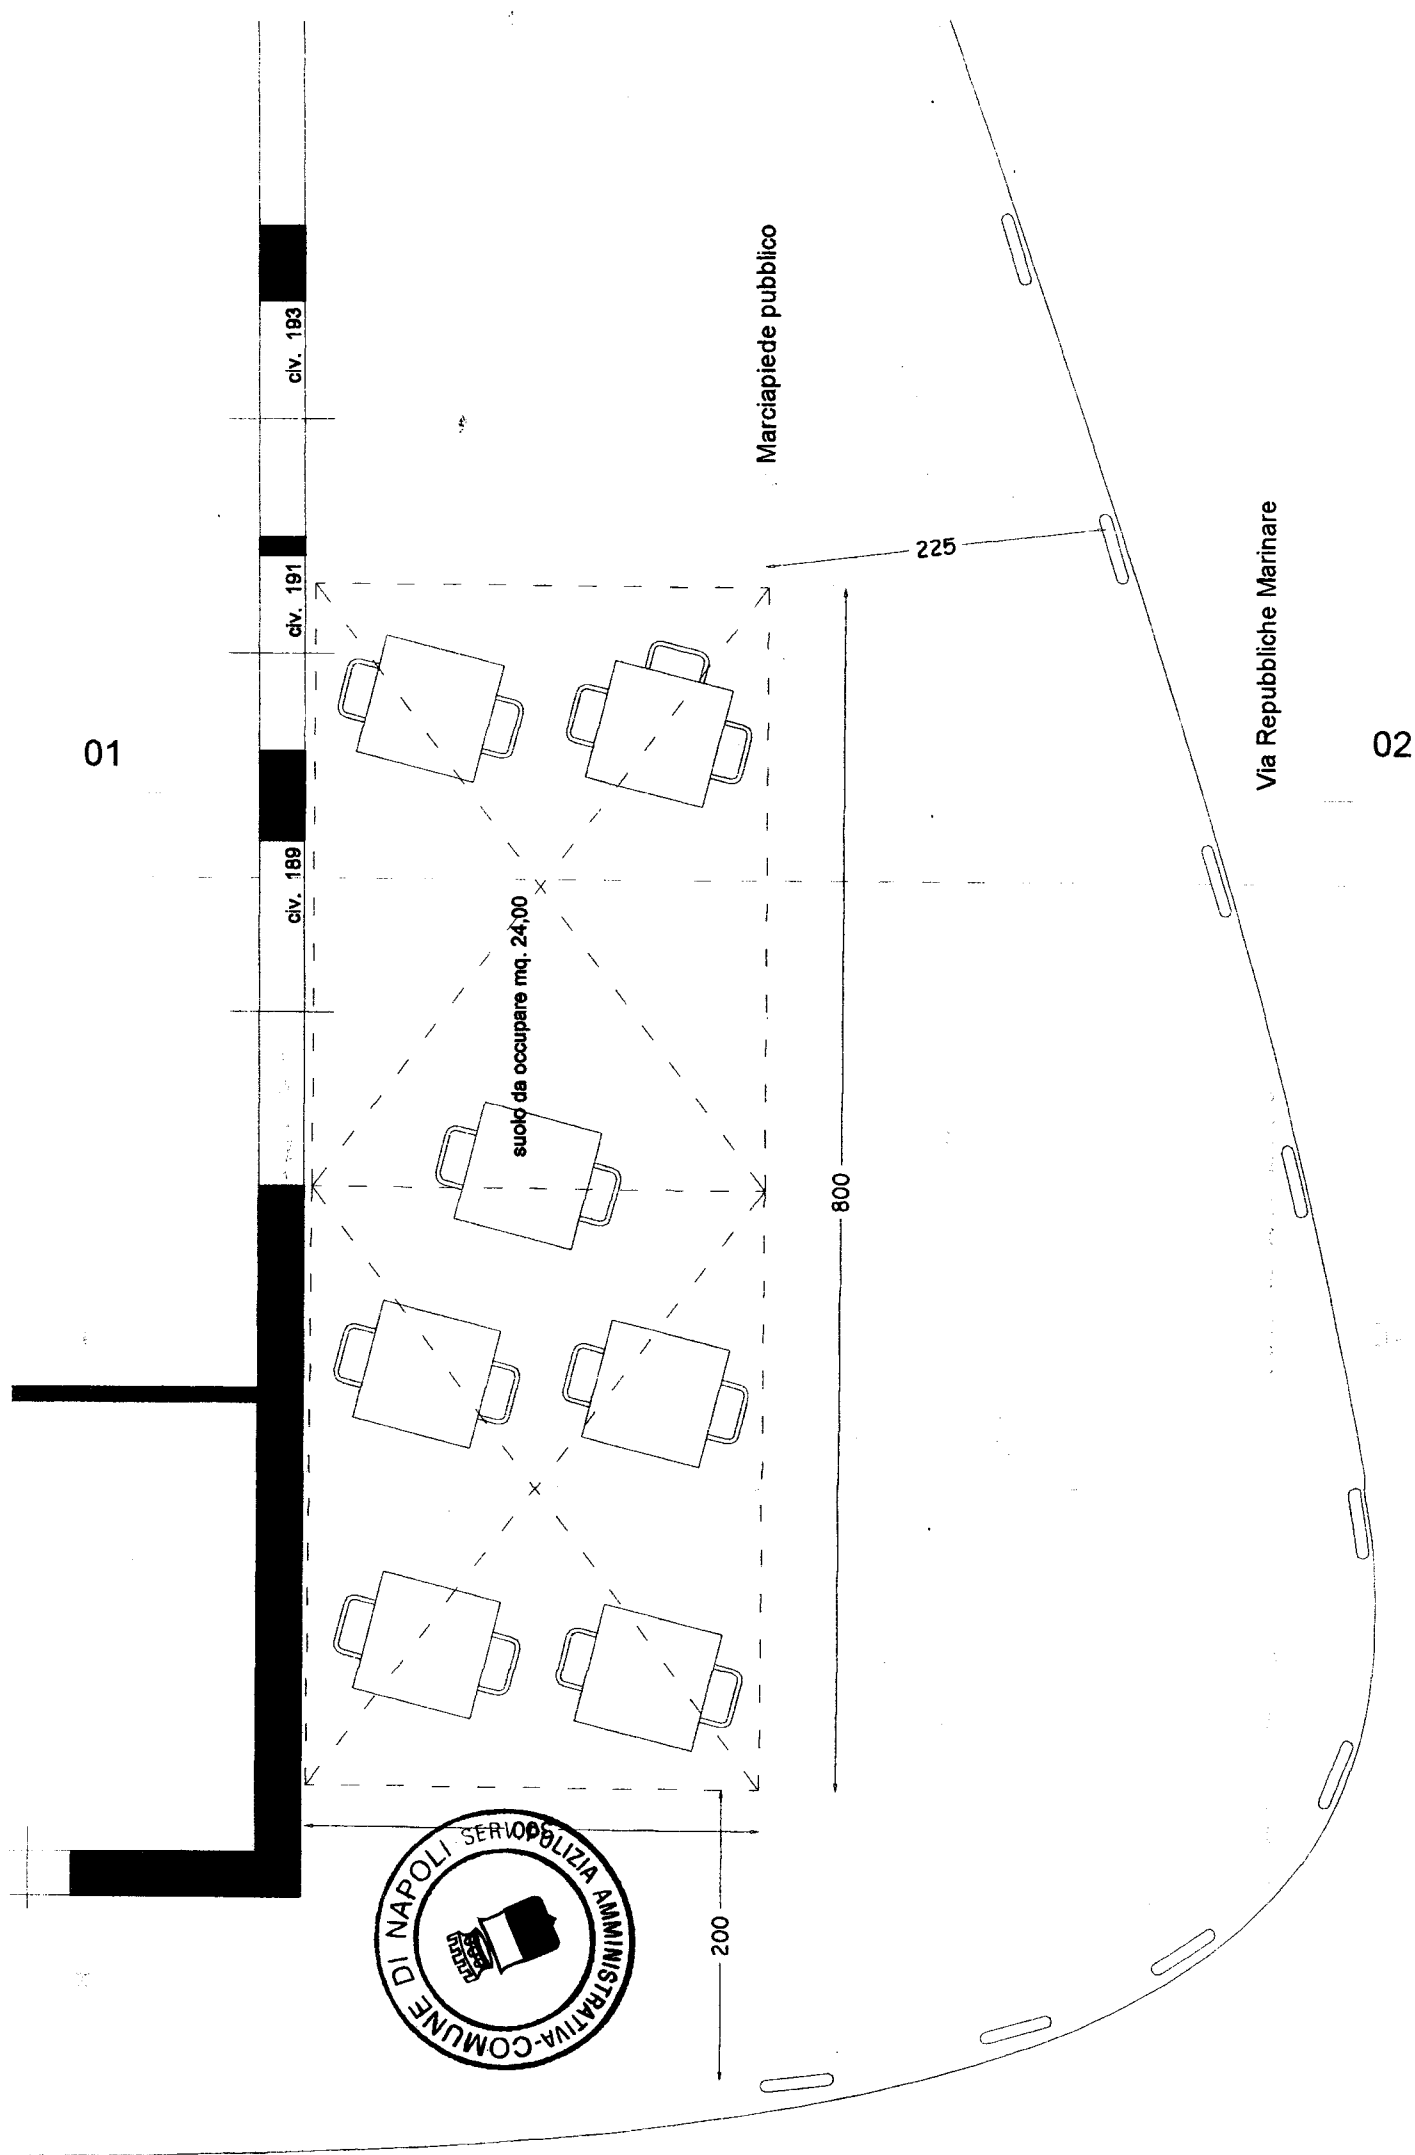 civ. 193
Marciapiede pubblico
225
civ. 191
Via Repubbliche Marinare
01
02
civ. 189
suolo da occupare mq. 24,00
800
200
COMUNE DI NAPOLI
POLIZIA AMMINISTRATIVA-